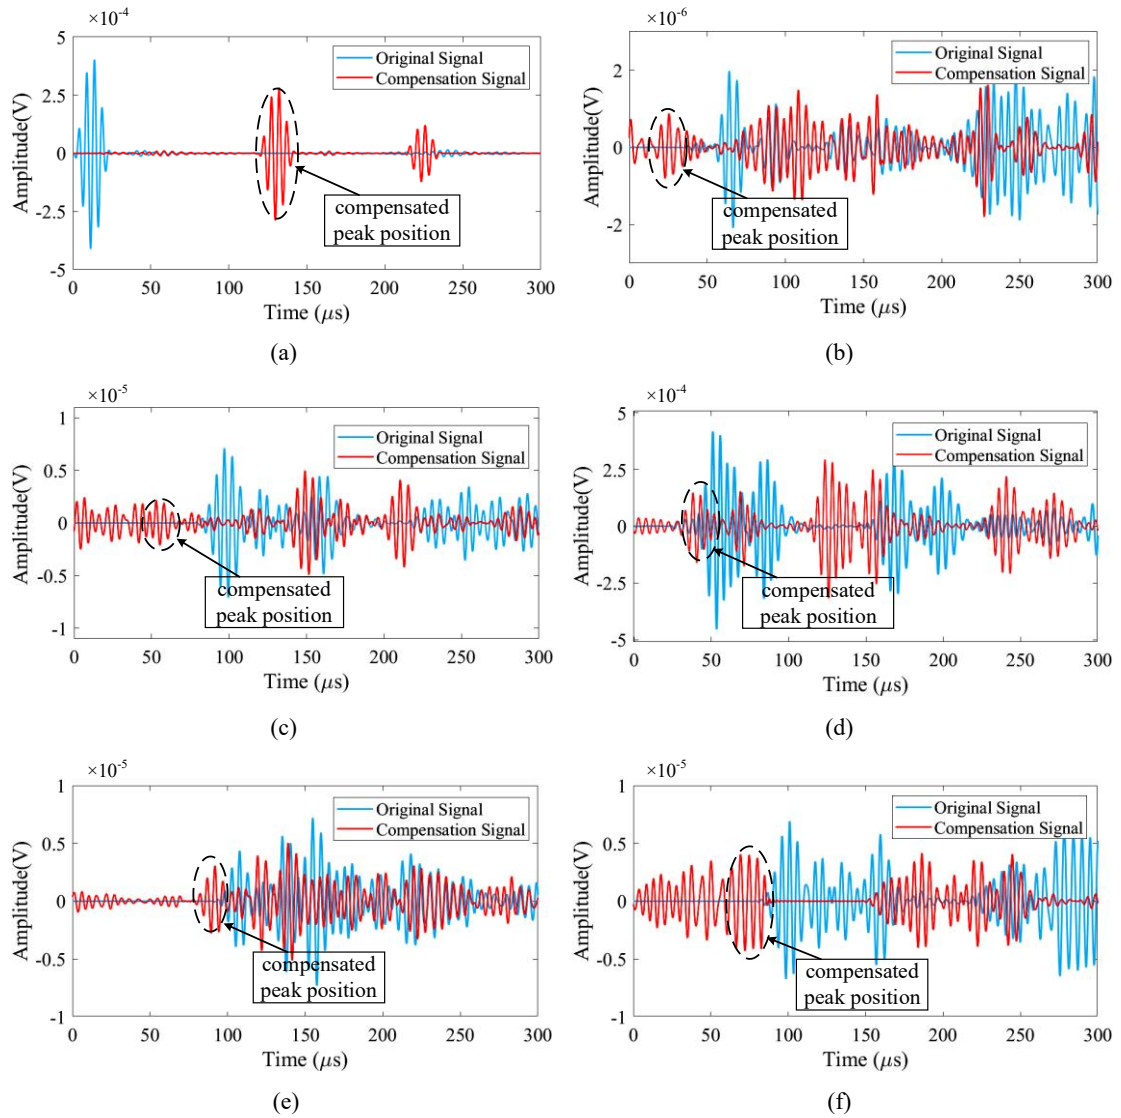 ×10-4
5
2.5
0
-2.5
-5
Amplitude(V)
Original Signal
Compensation Signal
compensated
peak position
0 50 100 150 200 250 300
Time (μs)
(a)
×10-6
2
0
-2
Amplitude(V)
Original Signal
Compensation Signal
compensated
peak position
0 50 100 150 200 250 300
Time (μs)
(b)
×10-5
1
0.5
0
-0.5
-1
Amplitude(V)
Original Signal
Compensation Signal
compensated
peak position
0 50 100 150 200 250 300
Time (μs)
(c)
×10-4
5
2.5
0
-2.5
-5
Amplitude(V)
Original Signal
Compensation Signal
compensated
peak position
0 50 100 150 200 250 300
Time (μs)
(d)
×10-5
1
0.5
0
-0.5
-1
Amplitude(V)
Original Signal
Compensation Signal
compensated
peak position
0 50 100 150 200 250 300
Time (μs)
(e)
×10-5
1
0.5
0
-0.5
-1
Amplitude(V)
Original Signal
Compensation Signal
compensated
peak position
0 50 100 150 200 250 300
Time (μs)
(f)